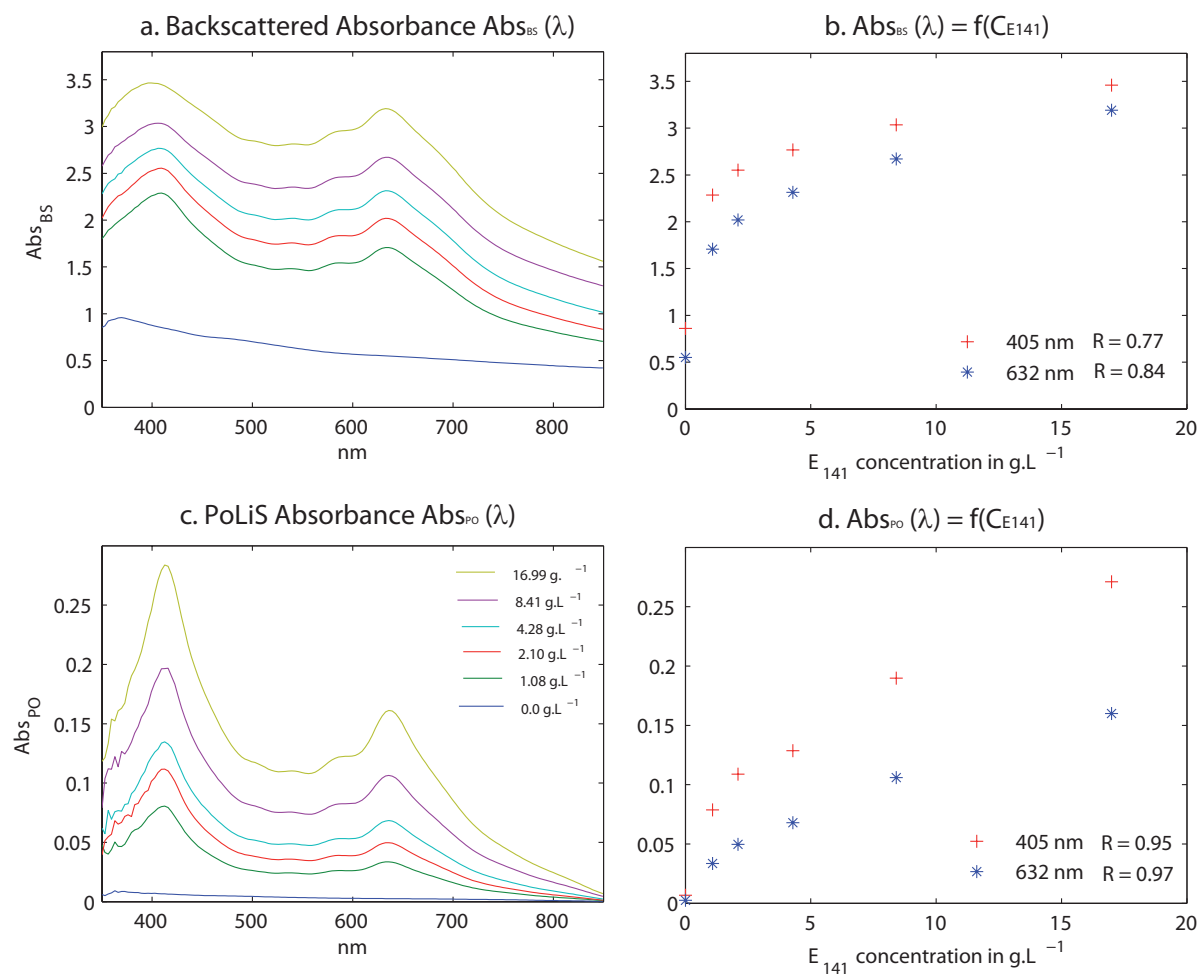 a. Backscattered Absorbance Abs_BS (λ)
3.5
3
2.5
2
1.5
1
0.5
0
Abs_BS
400 500 600 700 800
nm
b. Abs_BS (λ) = f(C_E141)
3.5
3
2.5
2
1.5
1
0.5
0
405 nm R = 0.77
632 nm R = 0.84
0 5 10 15 20
E_141 concentration in g.L ⁻¹
c. PoLiS Absorbance Abs_PO (λ)
0.25
0.2
0.15
0.1
0.05
0
Abs_PO
16.99 g. ⁻¹
8.41 g.L ⁻¹
4.28 g.L ⁻¹
2.10 g.L ⁻¹
1.08 g.L ⁻¹
0.0 g.L ⁻¹
400 500 600 700 800
nm
d. Abs_PO (λ) = f(C_E141)
0.25
0.2
0.15
0.1
0.05
0
405 nm R = 0.95
632 nm R = 0.97
0 5 10 15 20
E_141 concentration in g.L ⁻¹